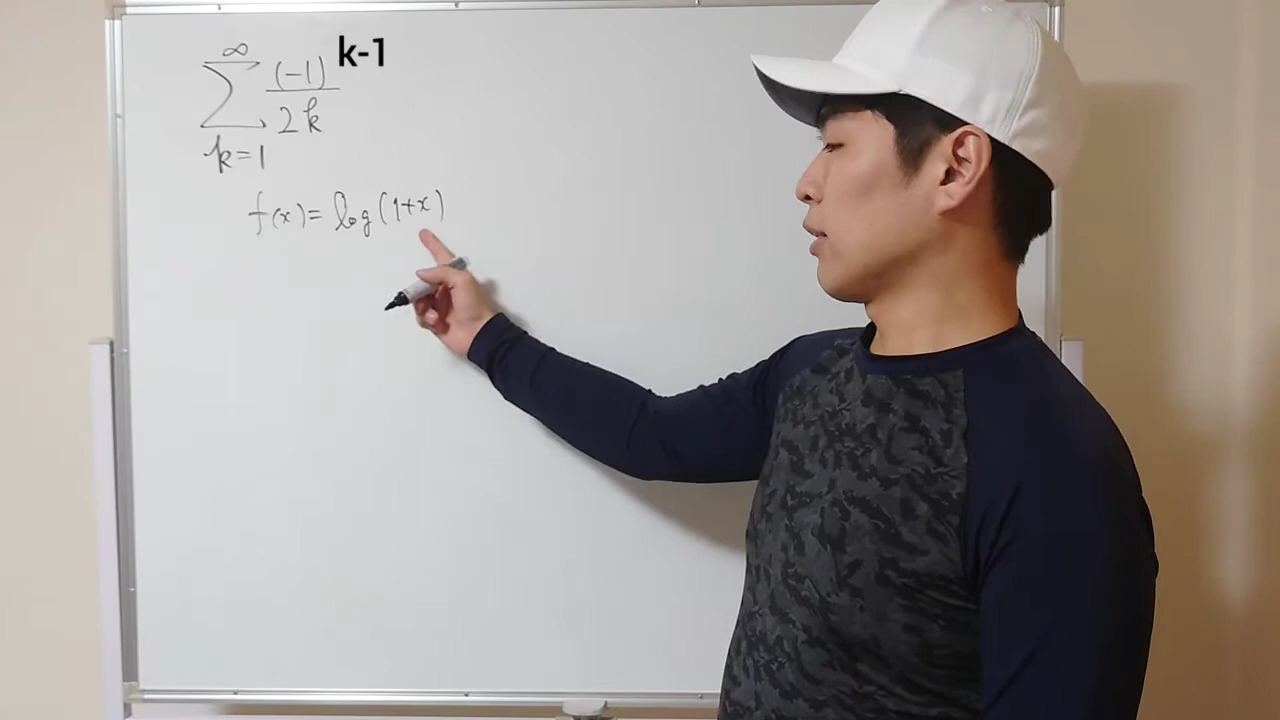 ∞
∑ (-1)^k-1 / 2k
k=1
f(x)= log(1+x)